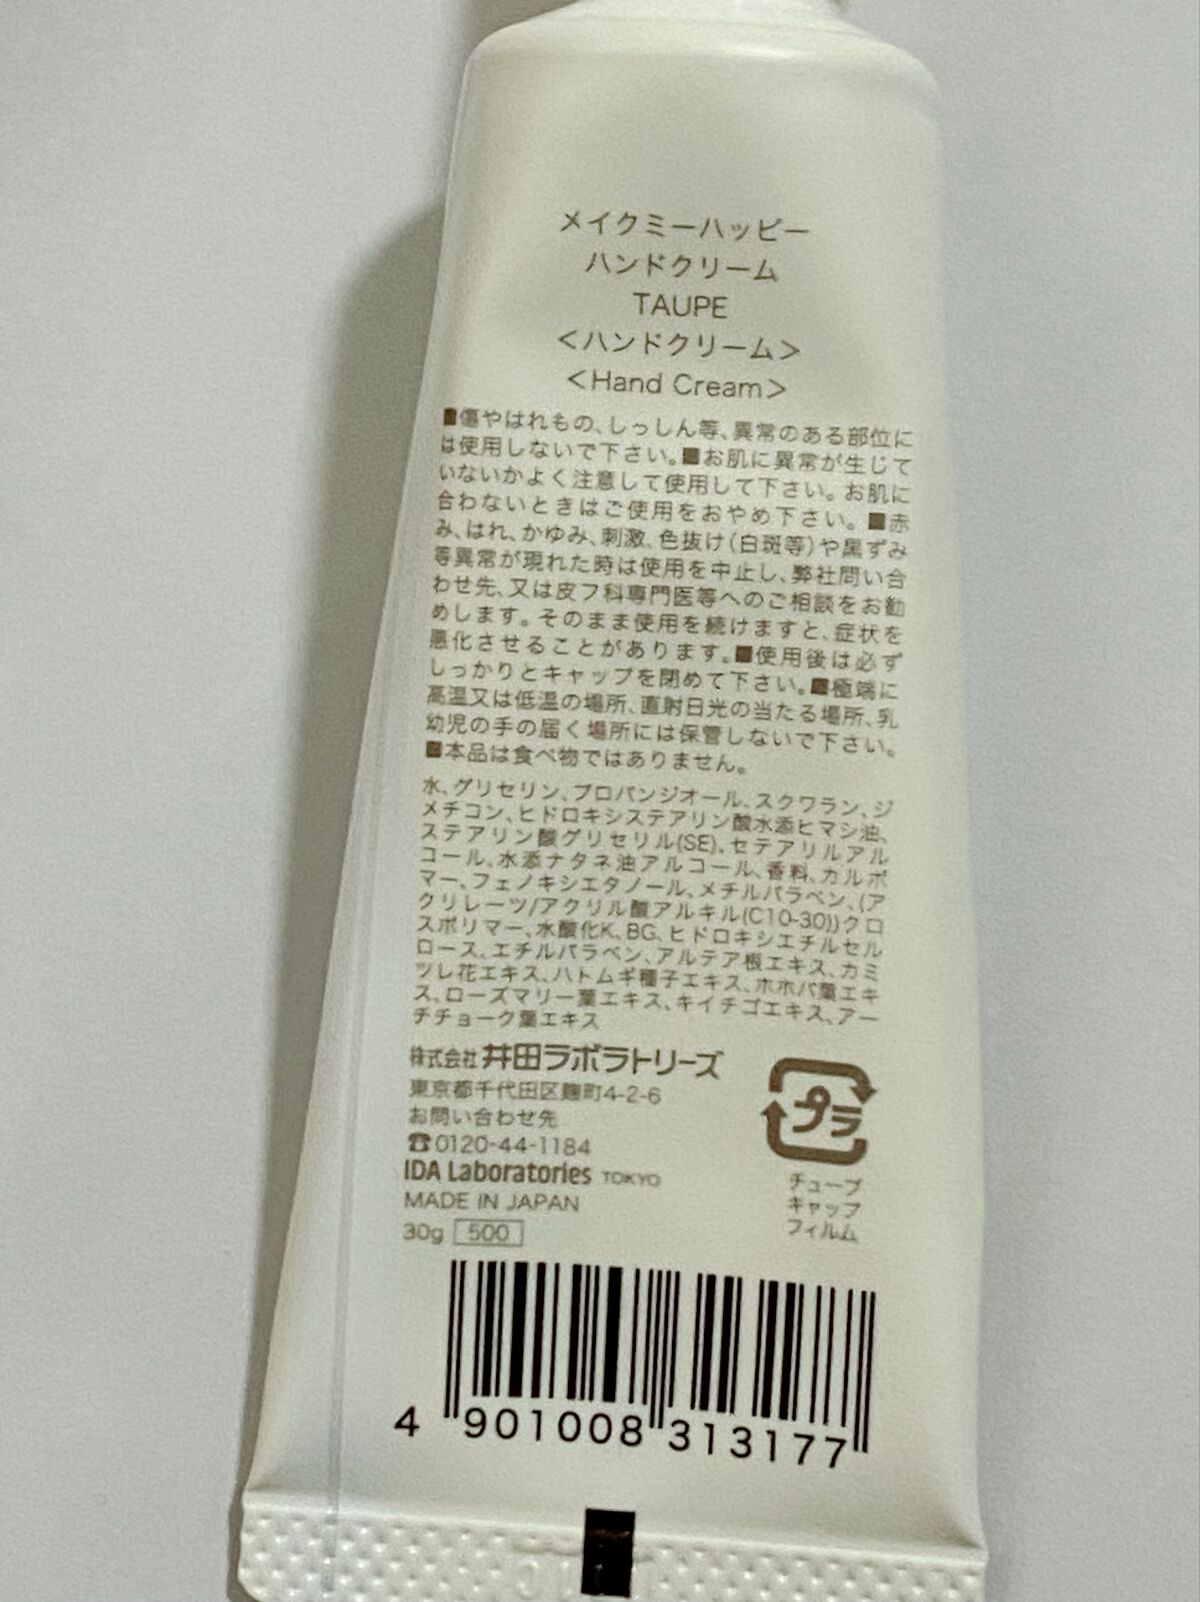 メイクミーハッピー
ハンドクリーム
TAUPE
<ハンドクリーム>
<Hand Cream>
■傷やはれもの、しっしん等、異常のある部位に
は使用しないで下さい。■お肌に異常が生じて
いないかよく注意して使用して下さい。お肌に
合わないときはご使用をおやめ下さい。■赤
み、はれ、かゆみ、刺激、色抜け(白斑等)や黒ずみ
等異常が現れた時は使用を中止し、弊社問い合
わせ先、又は皮フ科専門医等へのご相談をお勧
めします。そのまま使用を続けますと、症状を
悪化させることがあります。■使用後は必ず
しっかりとキャップを閉めて下さい。■極端に
高温又は低温の場所、直射日光の当たる場所、乳
幼児の手の届く場所には保管しないで下さい。
■本品は食べ物ではありません。
水、グリセリン、プロパンジオール、スクワラン、ジ
メチコン、ヒドロキシステアリン酸水添ヒマシ油、
ステアリン酸グリセリル(SE)、セテアリルアル
コール、水添ナタネ油アルコール、香料、カルボ
マー、フェノキシエタノール、メチルパラベン、(ア
クリレーツ/アクリル酸アルキル(C10-30))クロ
スポリマー、水酸化K、BG、ヒドロキシエチルセル
ロース、エチルパラベン、アルテア根エキス、カミ
ツレ花エキス、ハトムギ種子エキス、ホホバ葉エキ
ス、ローズマリー葉エキス、キイチゴエキス、アー
チチョーク葉エキス
株式会社 井田ラボラトリーズ
東京都千代田区麹町4-2-6
お問い合わせ先
☎0120-44-1184
IDA Laboratories TOKYO
MADE IN JAPAN
30g 500
プラ
チューブ
キャップ
フィルム
4 901008 313177